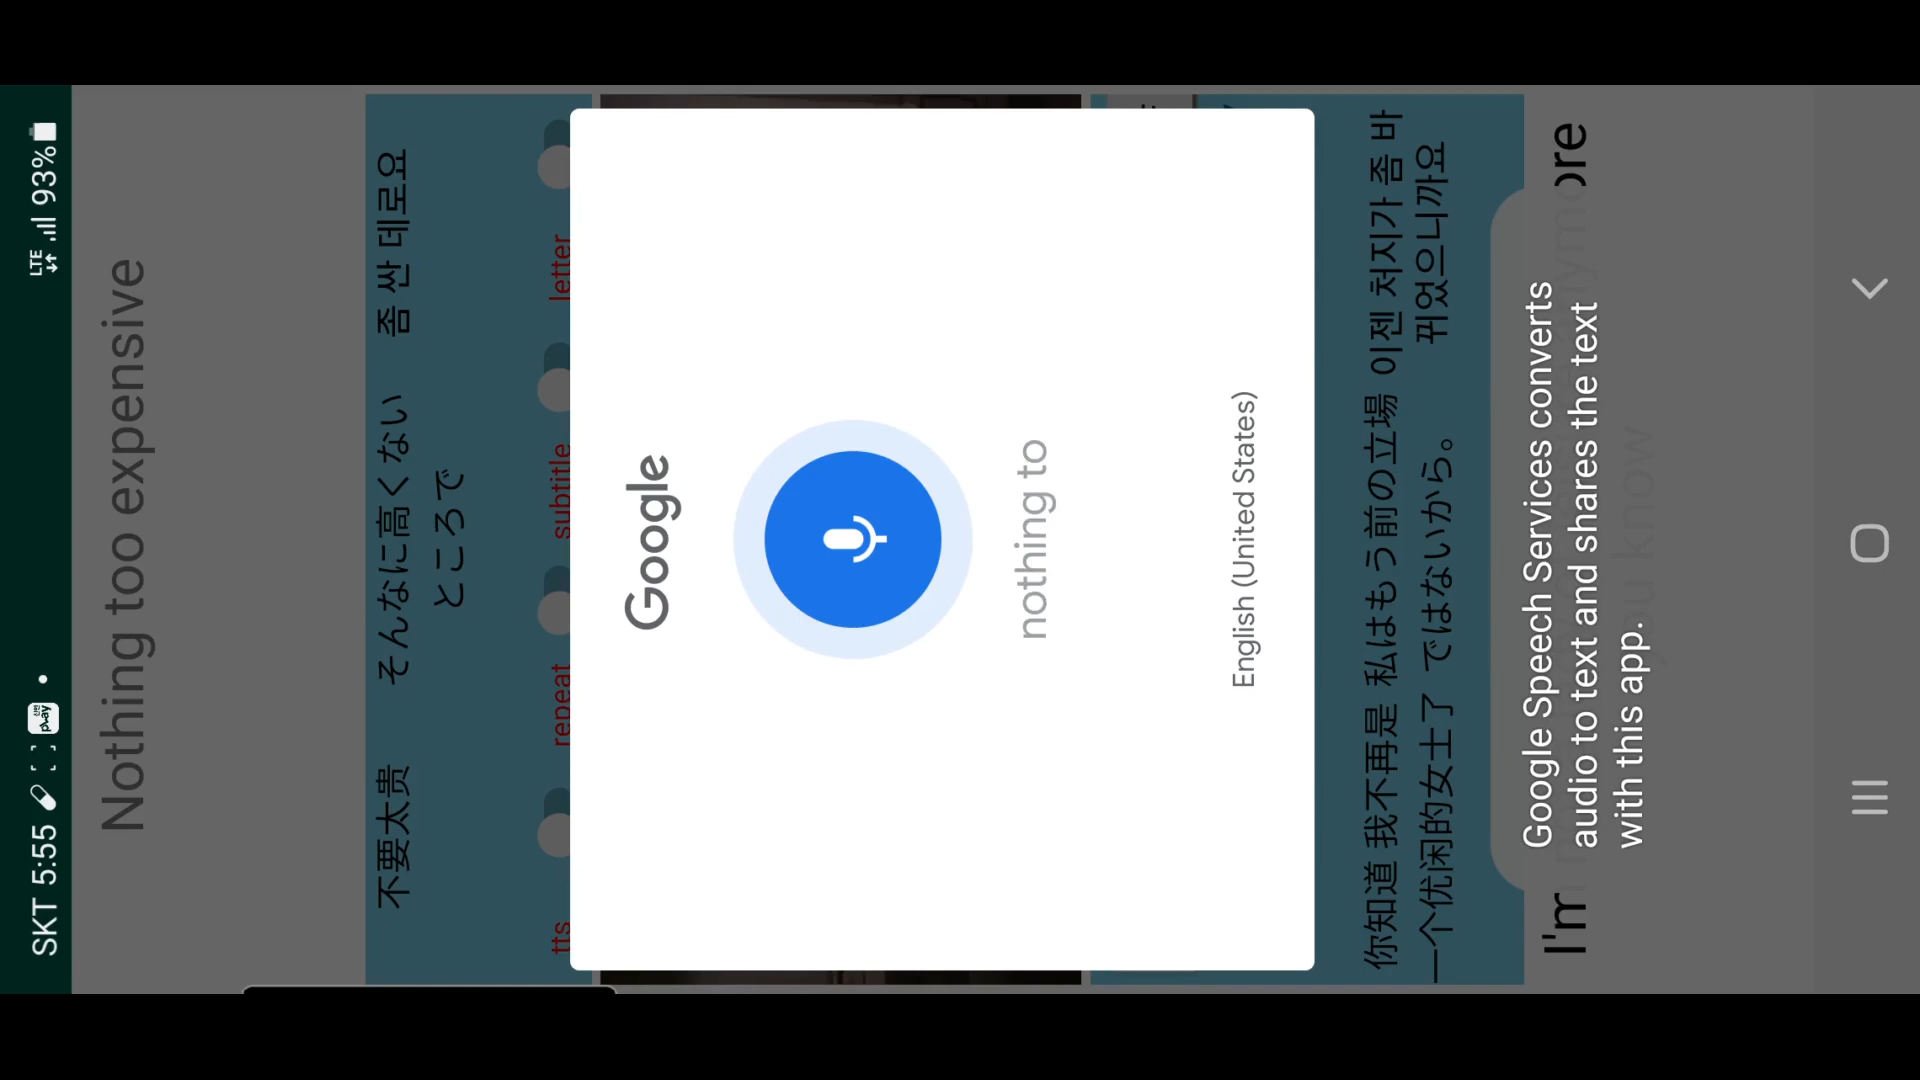 SKT 5:55
LTE
93%
Nothing too expensive
不要太贵
そんなに高くない
ところで
좀 싼 데로요
tts
repeat
subtitle
letter
Google
nothing to
English (United States)
你知道 我不再是
一个优闲的女士了
私はもう前の立場
ではないから。
이젠 처지가 좀 바
뀌었으니까요
I'm
ore
you know
Google Speech Services converts
audio to text and shares the text
with this app.